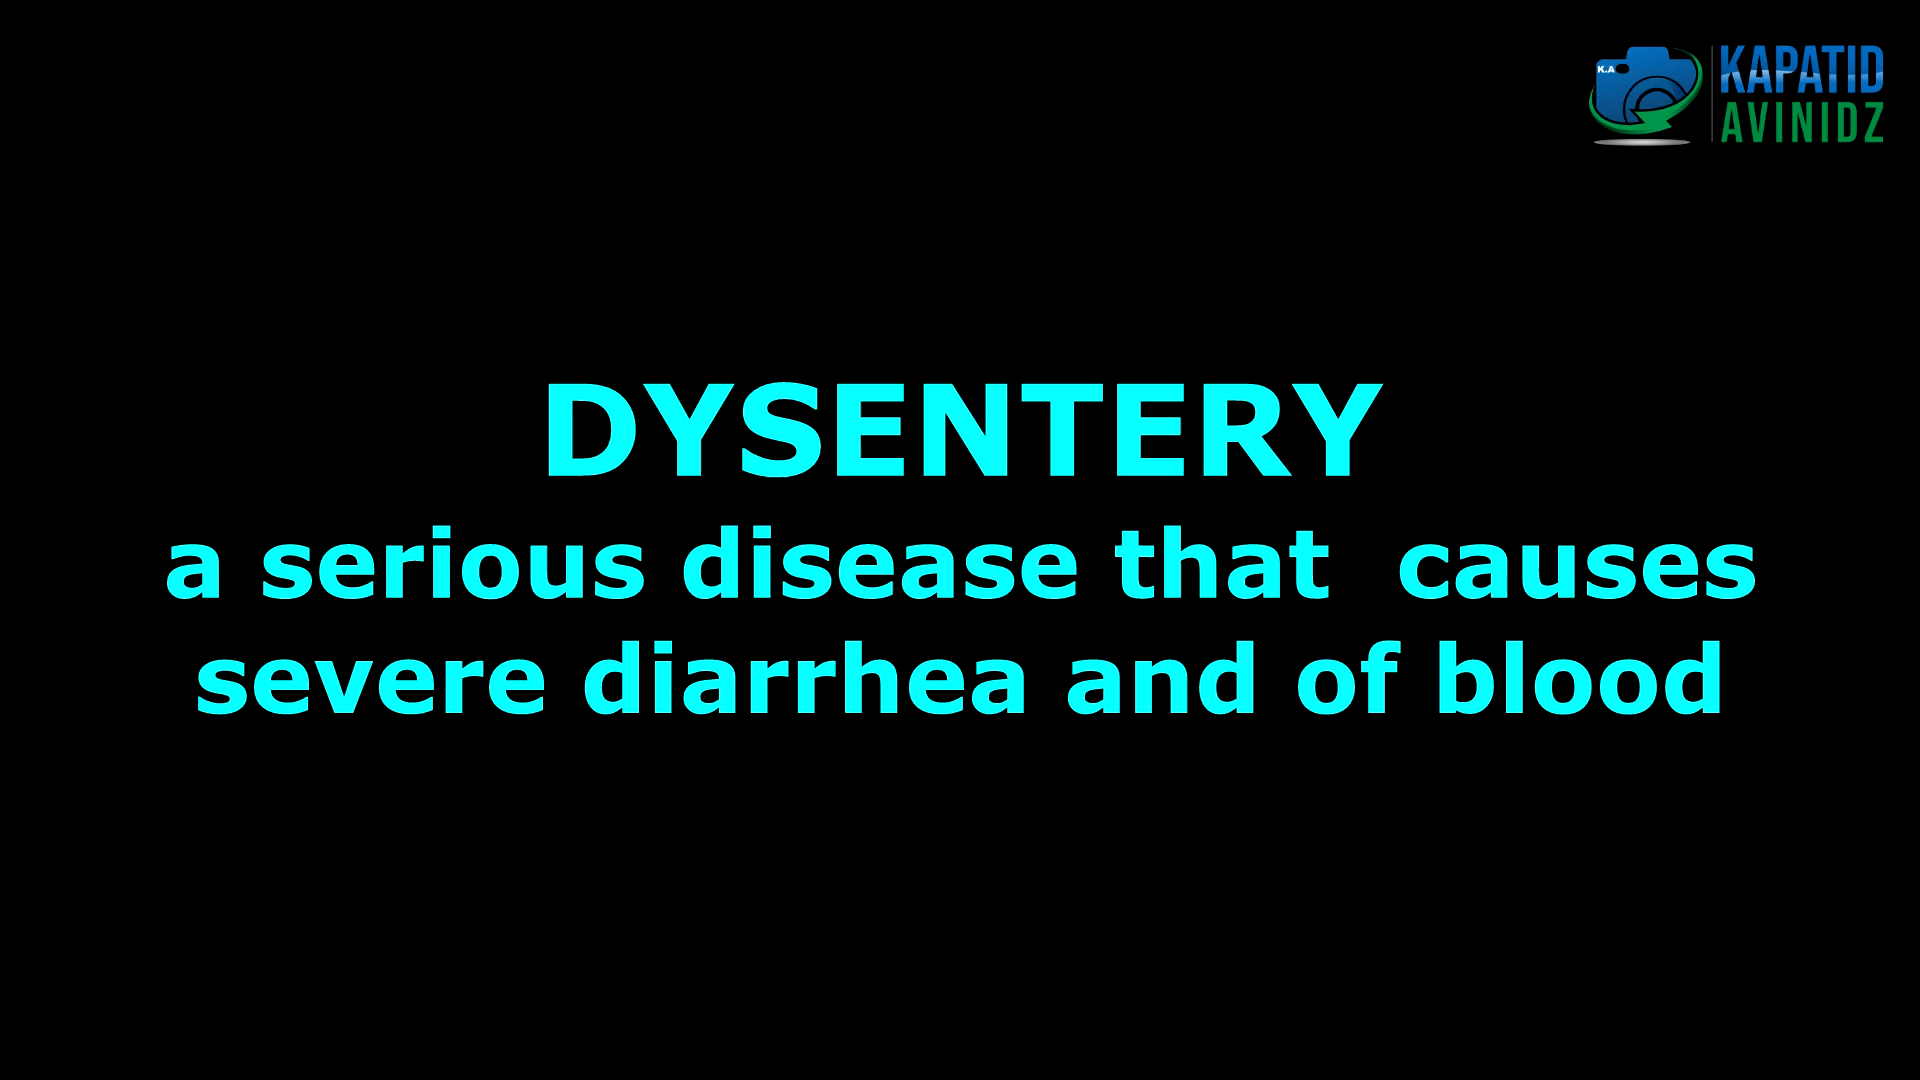 K.A
KAPATID
AVINIDZ
DYSENTERY
a serious disease that  causes
severe diarrhea and of blood